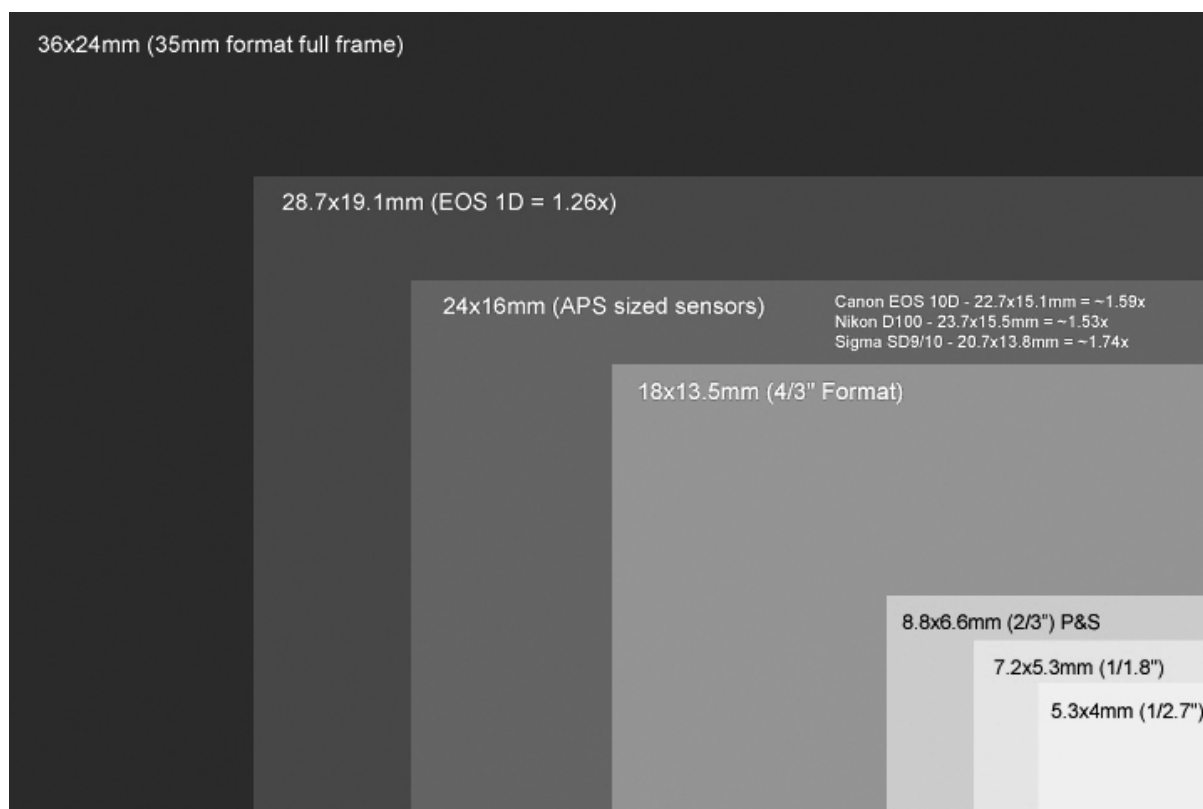 36x24mm (35mm format full frame)
28.7x19.1mm (EOS 1D = 1.26x)
24x16mm (APS sized sensors)
Canon EOS 10D - 22.7x15.1mm = ~1.59x
Nikon D100 - 23.7x15.5mm = ~1.53x
Sigma SD9/10 - 20.7x13.8mm = ~1.74x
18x13.5mm (4/3" Format)
8.8x6.6mm (2/3") P&S
7.2x5.3mm (1/1.8")
5.3x4mm (1/2.7")